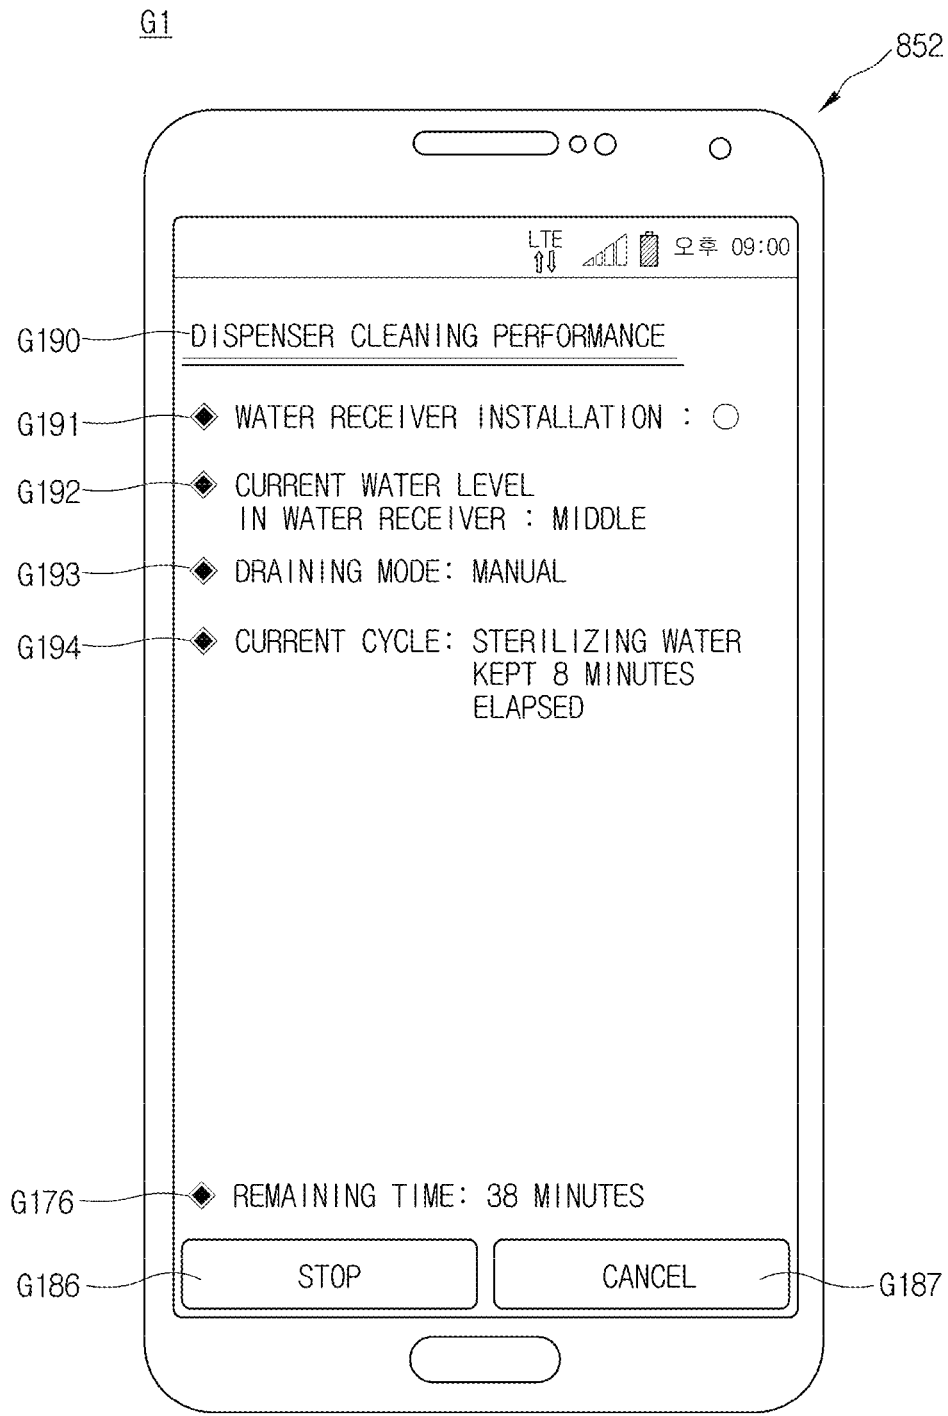 G1
852
LTE 오후 09:00
G190 DISPENSER CLEANING PERFORMANCE
G191 WATER RECEIVER INSTALLATION : ○
G192 CURRENT WATER LEVEL
IN WATER RECEIVER : MIDDLE
G193 DRAINING MODE: MANUAL
G194 CURRENT CYCLE: STERILIZING WATER
KEPT 8 MINUTES
ELAPSED
G176 REMAINING TIME: 38 MINUTES
G186 STOP CANCEL G187